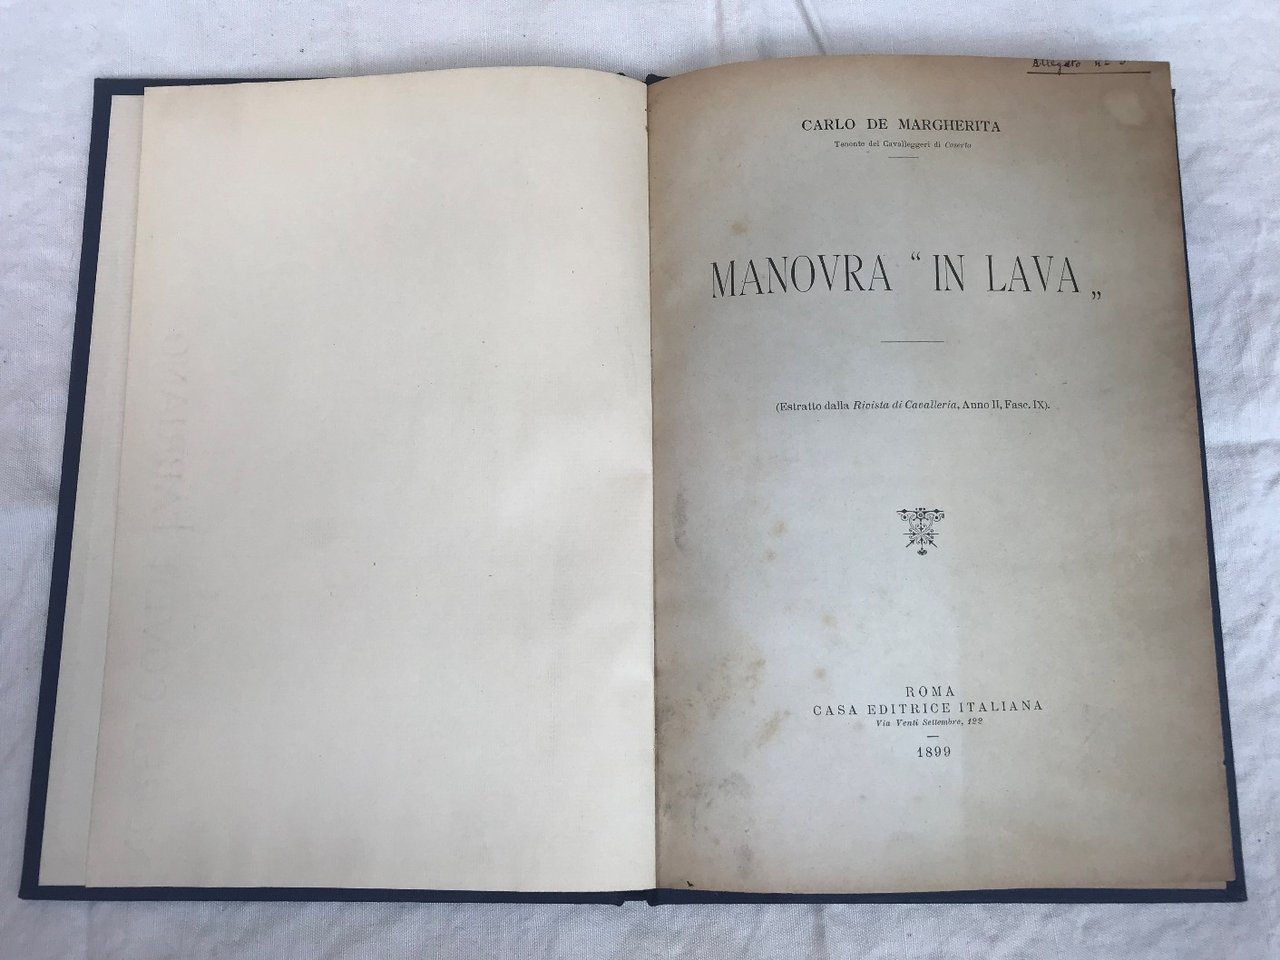 Allegato
CARLO DE MARGHERITA
Tenente dei Cavalleggeri di Caserta
MANOVRA “ IN LAVA „
(Estratto dalla Rivista di Cavalleria, Anno II, Fasc. IX).
ROMA
CASA EDITRICE ITALIANA
Via Venti Settembre, 122
1899